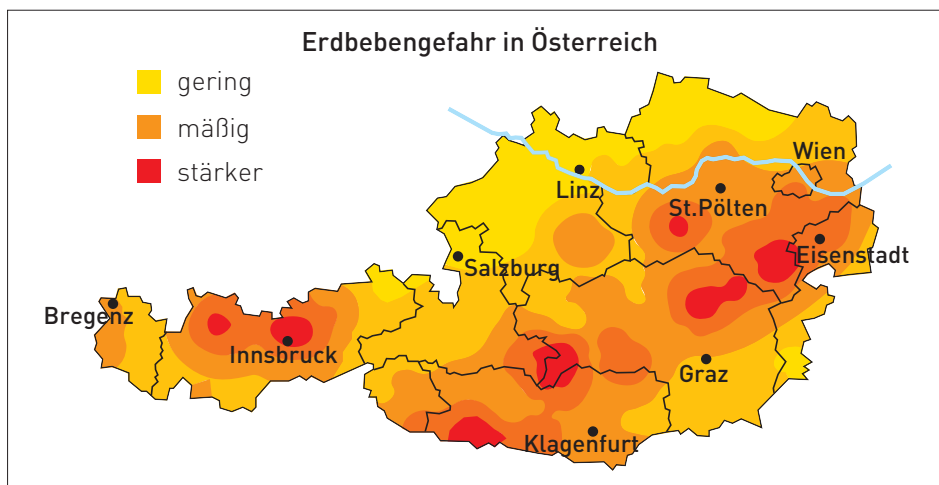 Erdbebengefahr in Österreich
gering
mäßig
stärker
Wien
Linz
St.Pölten
Eisenstadt
Salzburg
Bregenz
Innsbruck
Graz
Klagenfurt